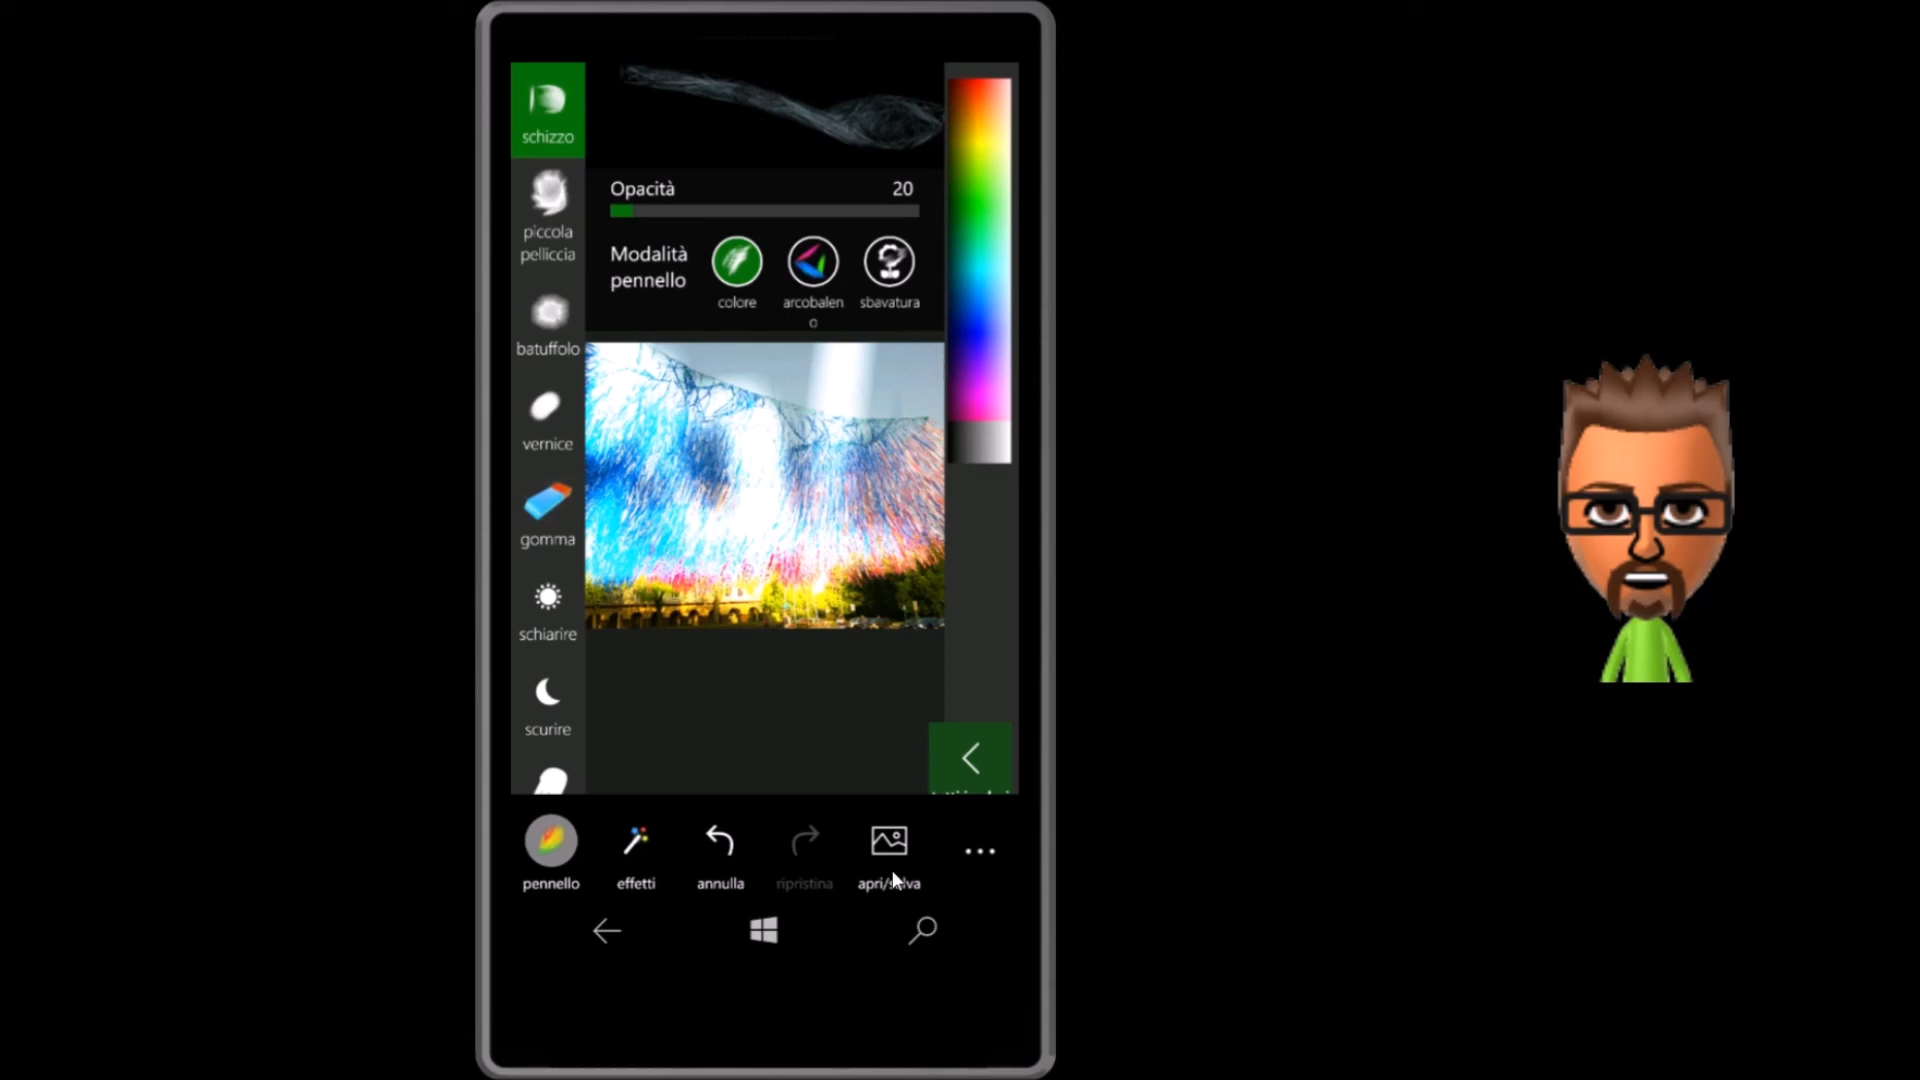 schizzo
piccola
pelliccia
batuffolo
vernice
gomma
schiarire
scurire
Opacità 20
Modalità
pennello
colore
arcobalen
o
sbavatura
pennello
effetti
annulla
ripristina